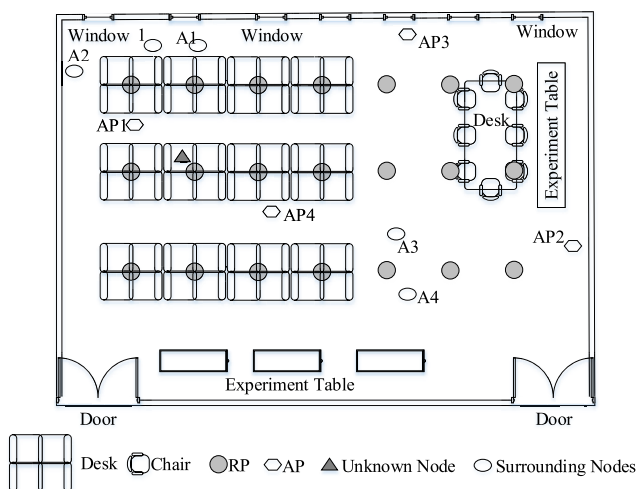 Window 1 A1 Window AP3 Window
A2
AP1
Desk
Experiment Table
AP4
A3
AP2
A4
Experiment Table
Door
Door
Desk Chair RP AP Unknown Node Surrounding Nodes